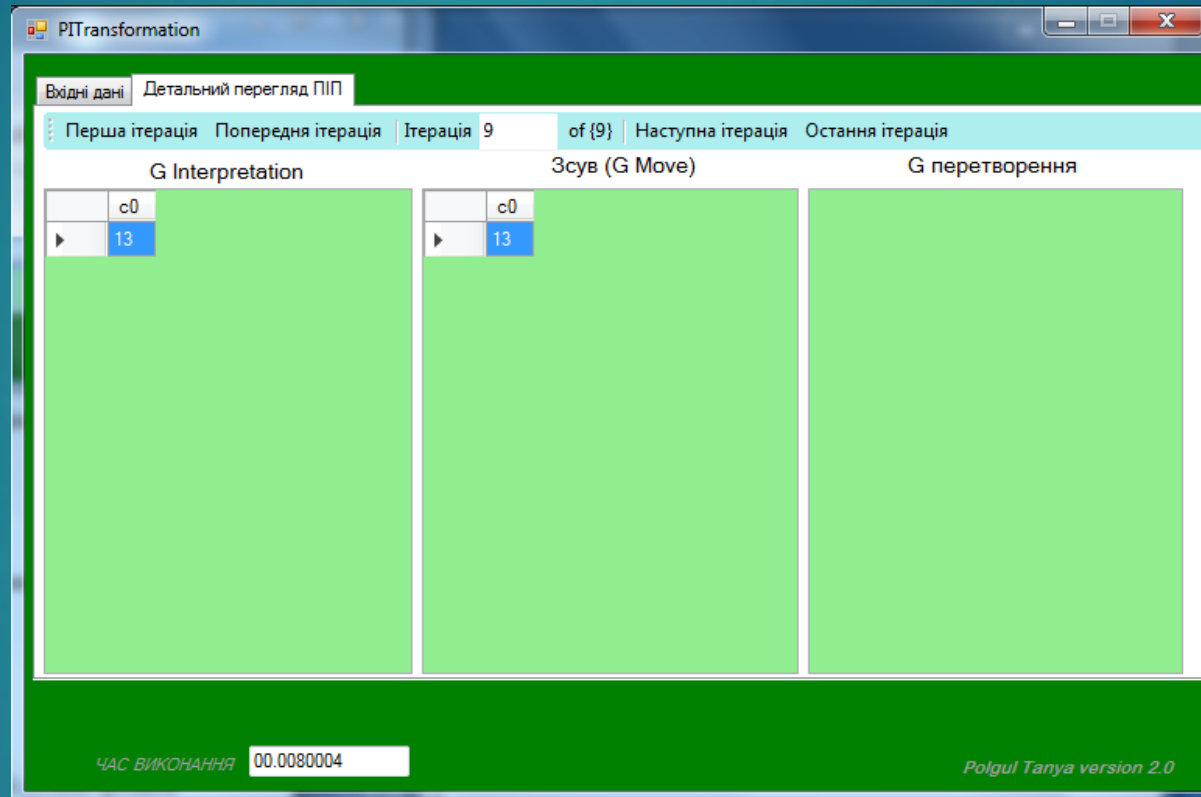 PITransformation
Вхідні дані Детальний перегляд ПІП
Перша ітерація Попередня ітерація Ітерація 9 of {9} Наступна ітерація Остання ітерація
G Interpretation Зсув (G Move) G перетворення
c0 c0
13 13
ЧАС ВИКОНАННЯ 00.0080004
Polgul Tanya version 2.0